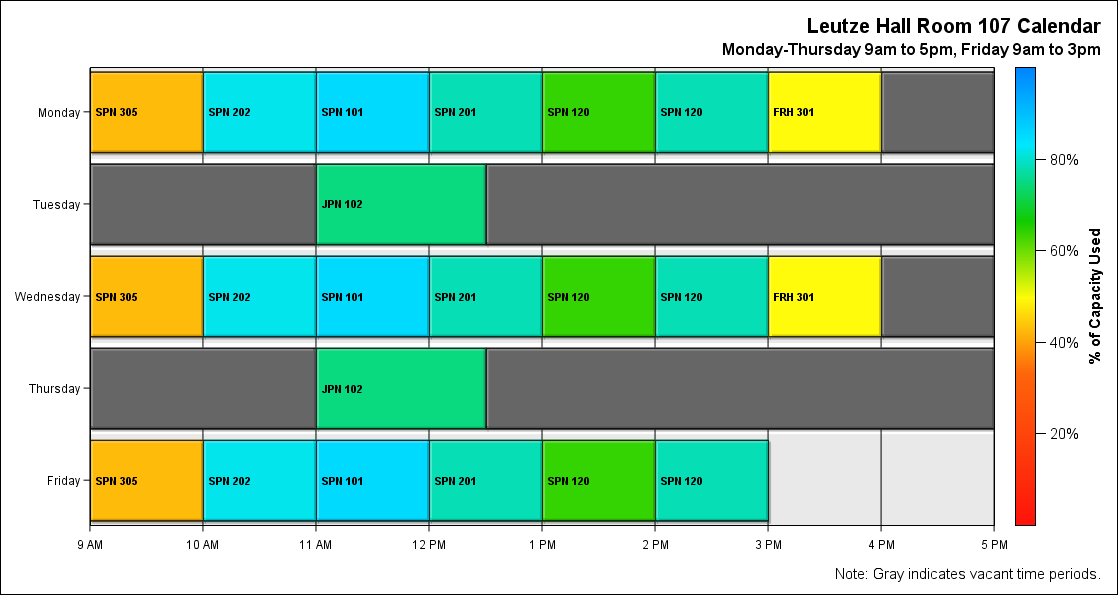 Leutze Hall Room 107 Calendar
Monday-Thursday 9am to 5pm, Friday 9am to 3pm
Monday
SPN 305 SPN 202 SPN 101 SPN 201 SPN 120 SPN 120 FRH 301
Tuesday
JPN 102
Wednesday
SPN 305 SPN 202 SPN 101 SPN 201 SPN 120 SPN 120 FRH 301
Thursday
JPN 102
Friday
SPN 305 SPN 202 SPN 101 SPN 201 SPN 120 SPN 120
9 AM 10 AM 11 AM 12 PM 1 PM 2 PM 3 PM 4 PM 5 PM
80%
60%
40%
20%
% of Capacity Used
Note: Gray indicates vacant time periods.